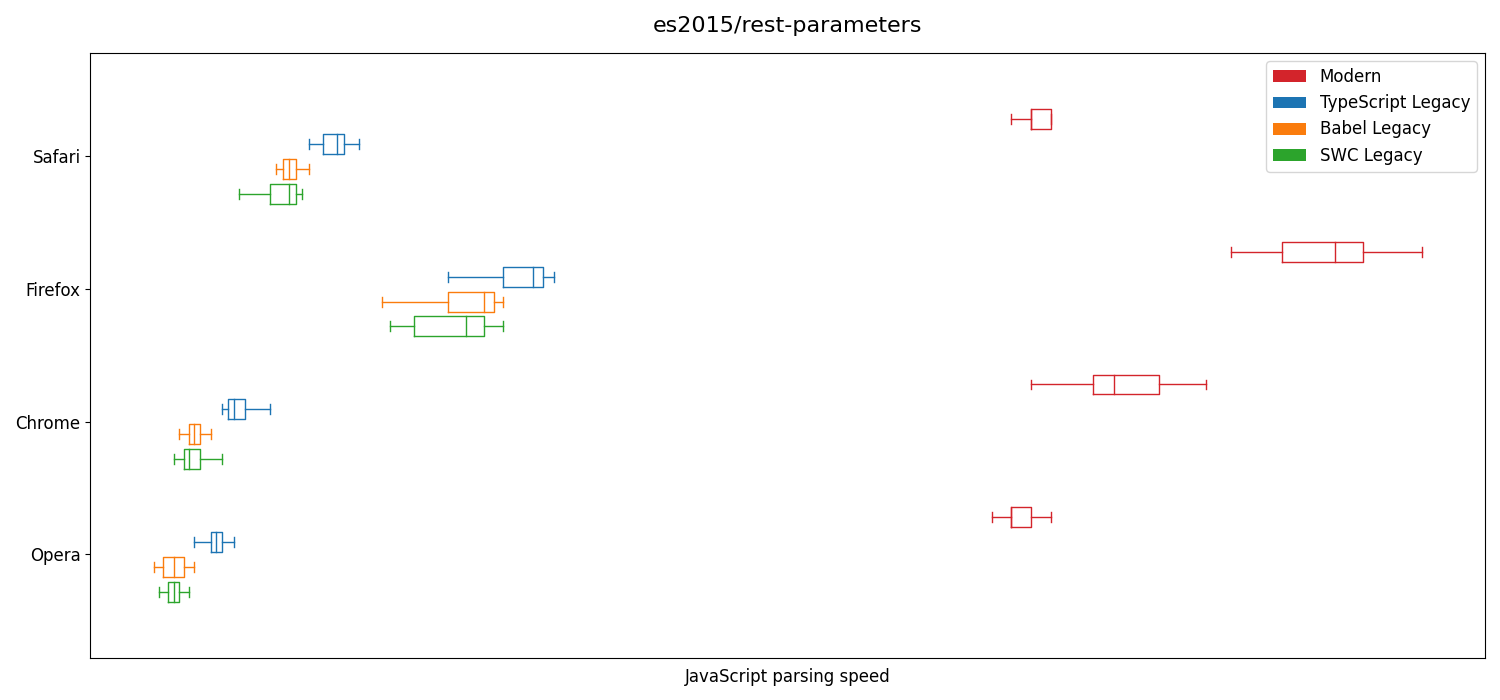 es2015/rest-parameters
Modern
TypeScript Legacy
Babel Legacy
SWC Legacy
Safari
Firefox
Chrome
Opera
JavaScript parsing speed